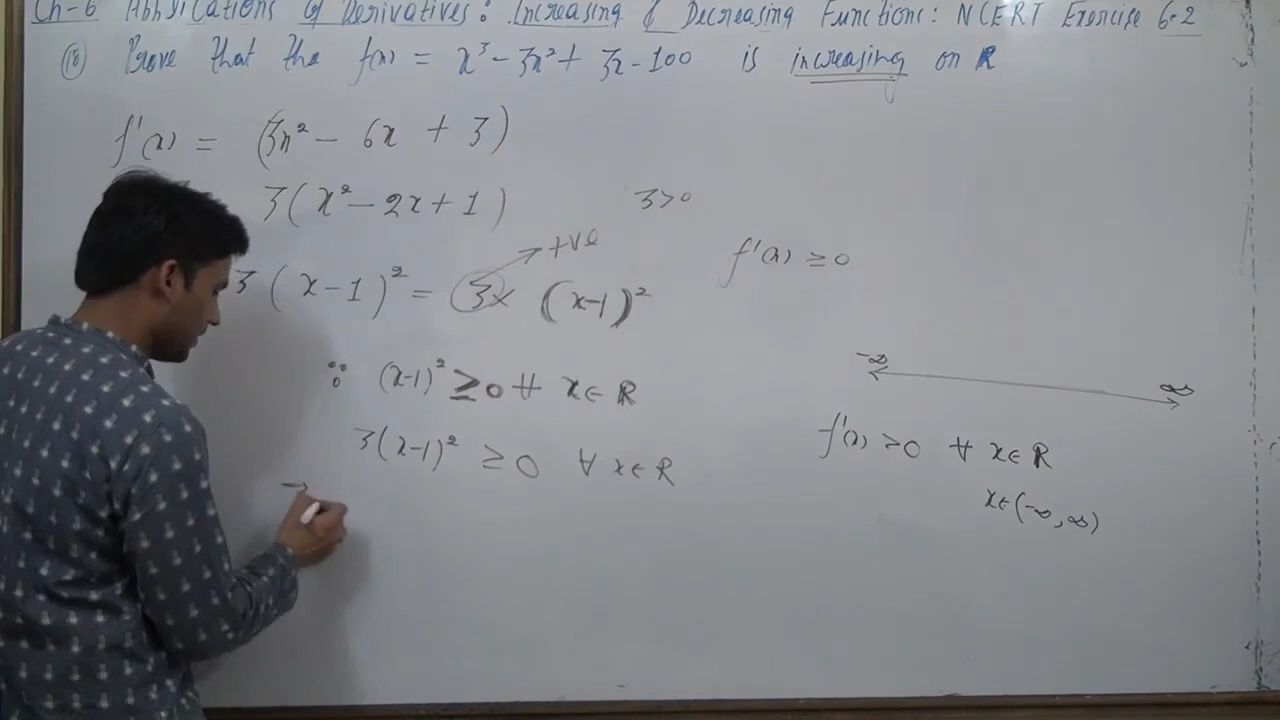 Ch-6 Applications of Derivatives: Increasing & Decreasing Functions: NCERT Exercise 6.2
(18) Prove that the f(x) = x³ - 3x² + 3x - 100 is increasing on R
f'(x) = (3x² - 6x + 3)
3(x² - 2x + 1)
3 > 0
+ve
3(x-1)² = 3 × (x-1)²
f'(x) ≥ 0
∵ (x-1)² ≥ 0 ∀ x ∈ R
-∞ ∞
3(x-1)² ≥ 0 ∀ x ∈ R
f'(x) > 0 ∀ x ∈ R
x ∈ (-∞, ∞)